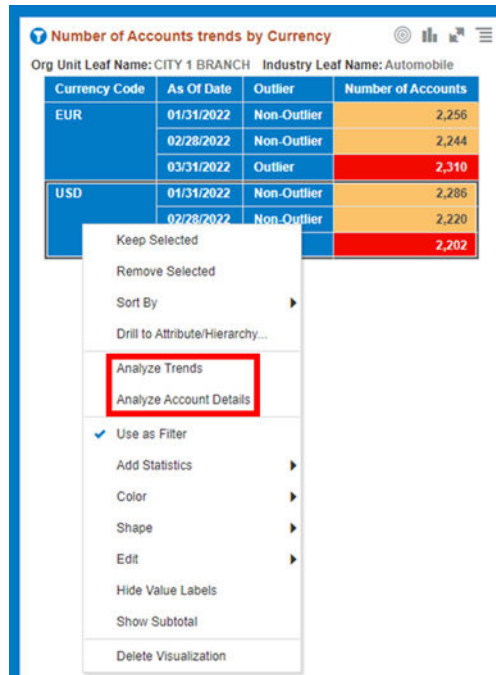 Number of Accounts trends by Currency
Org Unit Leaf Name: CITY 1 BRANCH Industry Leaf Name: Automobile
Currency Code As Of Date Outlier Number of Accounts
EUR 01/31/2022 Non-Outlier 2,256
02/28/2022 Non-Outlier 2,244
03/31/2022 Outlier 2,310
USD 01/31/2022 Non-Outlier 2,286
02/28/2022 Non-Outlier 2,220
2,202
Keep Selected
Remove Selected
Sort By
Drill to Attribute/Hierarchy...
Analyze Trends
Analyze Account Details
Use as Filter
Add Statistics
Color
Shape
Edit
Hide Value Labels
Show Subtotal
Delete Visualization